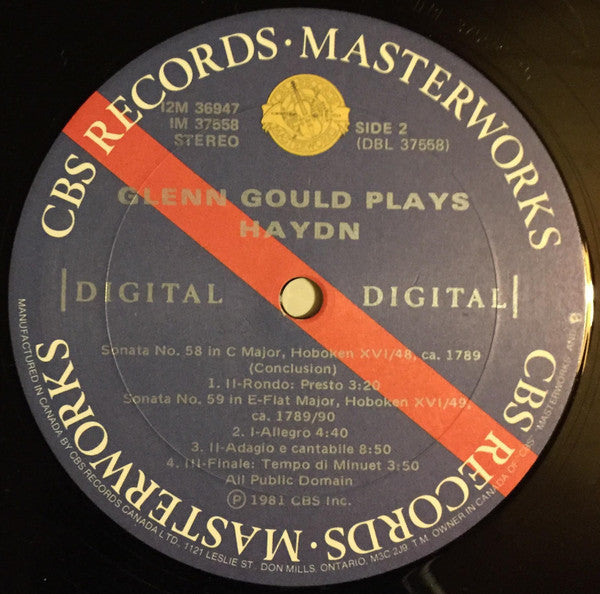 CBS RECORDS · MASTERWORKS
CBS RECORDS · MASTERWORKS
I2M 36947
IM 37558
STEREO
SIDE 2
(DBL 37558)
GLENN GOULD PLAYS
HAYDN
DIGITAL DIGITAL
Sonata No. 58 in C Major, Hoboken XVI/48, ca. 1789
(Conclusion)
1. II-Rondo: Presto 3:20
Sonata No. 59 in E-Flat Major, Hoboken XVI/49,
ca. 1789/90
2. I-Allegro 4:40
3. II-Adagio e cantabile 8:50
4. III-Finale: Tempo di Minuet 3:50
All Public Domain
Ⓟ 1981 CBS Inc.
MANUFACTURED IN CANADA BY CBS RECORDS CANADA LTD., 1121 LESLIE ST., DON MILLS, ONTARIO, M3C 2J9 T.M. OWNER IN CANADA OF "CBS" "MASTERWORKS" AND